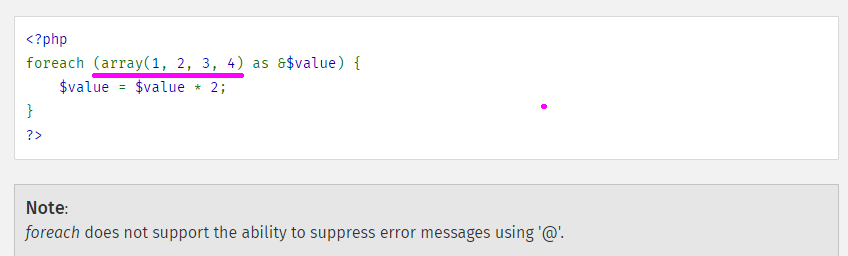 <?php
foreach (array(1, 2, 3, 4) as &$value) {
    $value = $value * 2;
}
?>
Note:
foreach does not support the ability to suppress error messages using '@'.